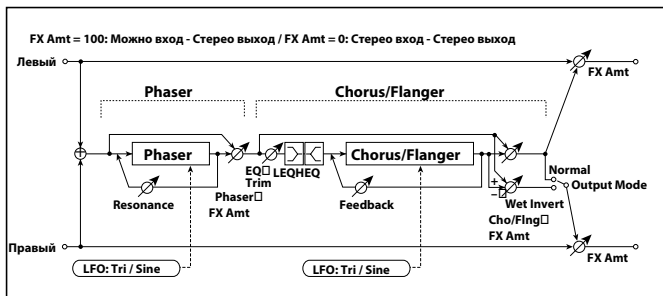 FX Amt = 100: Можно вход - Стерео выход / FX Amt = 0: Стерео вход - Стерео выход
Левый
FX Amt
Phaser
Chorus/Flanger
Phaser
Chorus/Flanger
EQ
Trim
LEQ
HEQ
Normal
Output Mode
Resonance
Phaser
FX Amt
Feedback
+
−
Wet Invert
Cho/Flng
FX Amt
Правый
FX Amt
LFO: Tri / Sine
LFO: Tri / Sine